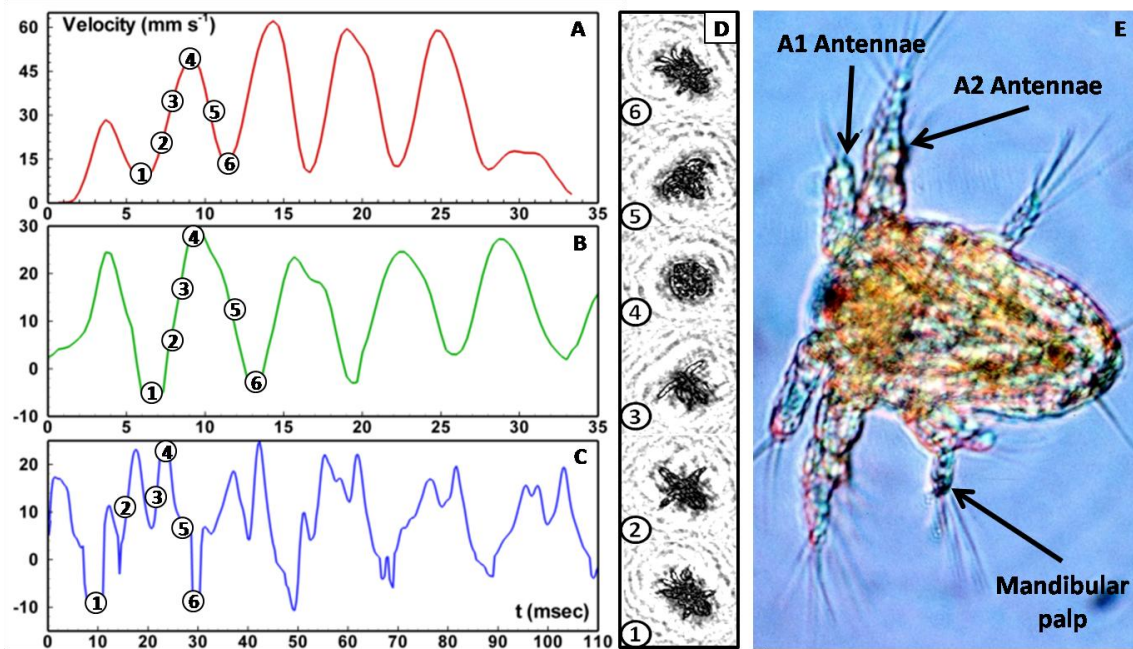 Velocity (mm s⁻¹)
A
60
45
30
15
0
① ② ③ ④ ⑤ ⑥
0 5 10 15 20 25 30 35
B
30
20
10
0
-10
① ② ③ ④ ⑤ ⑥
0 5 10 15 20 25 30 35
C
20
10
0
-10
① ② ③ ④ ⑤ ⑥
t (msec)
0 10 20 30 40 50 60 70 80 90 100 110
D
⑥
⑤
④
③
②
①
E
A1 Antennae
A2 Antennae
Mandibular
palp